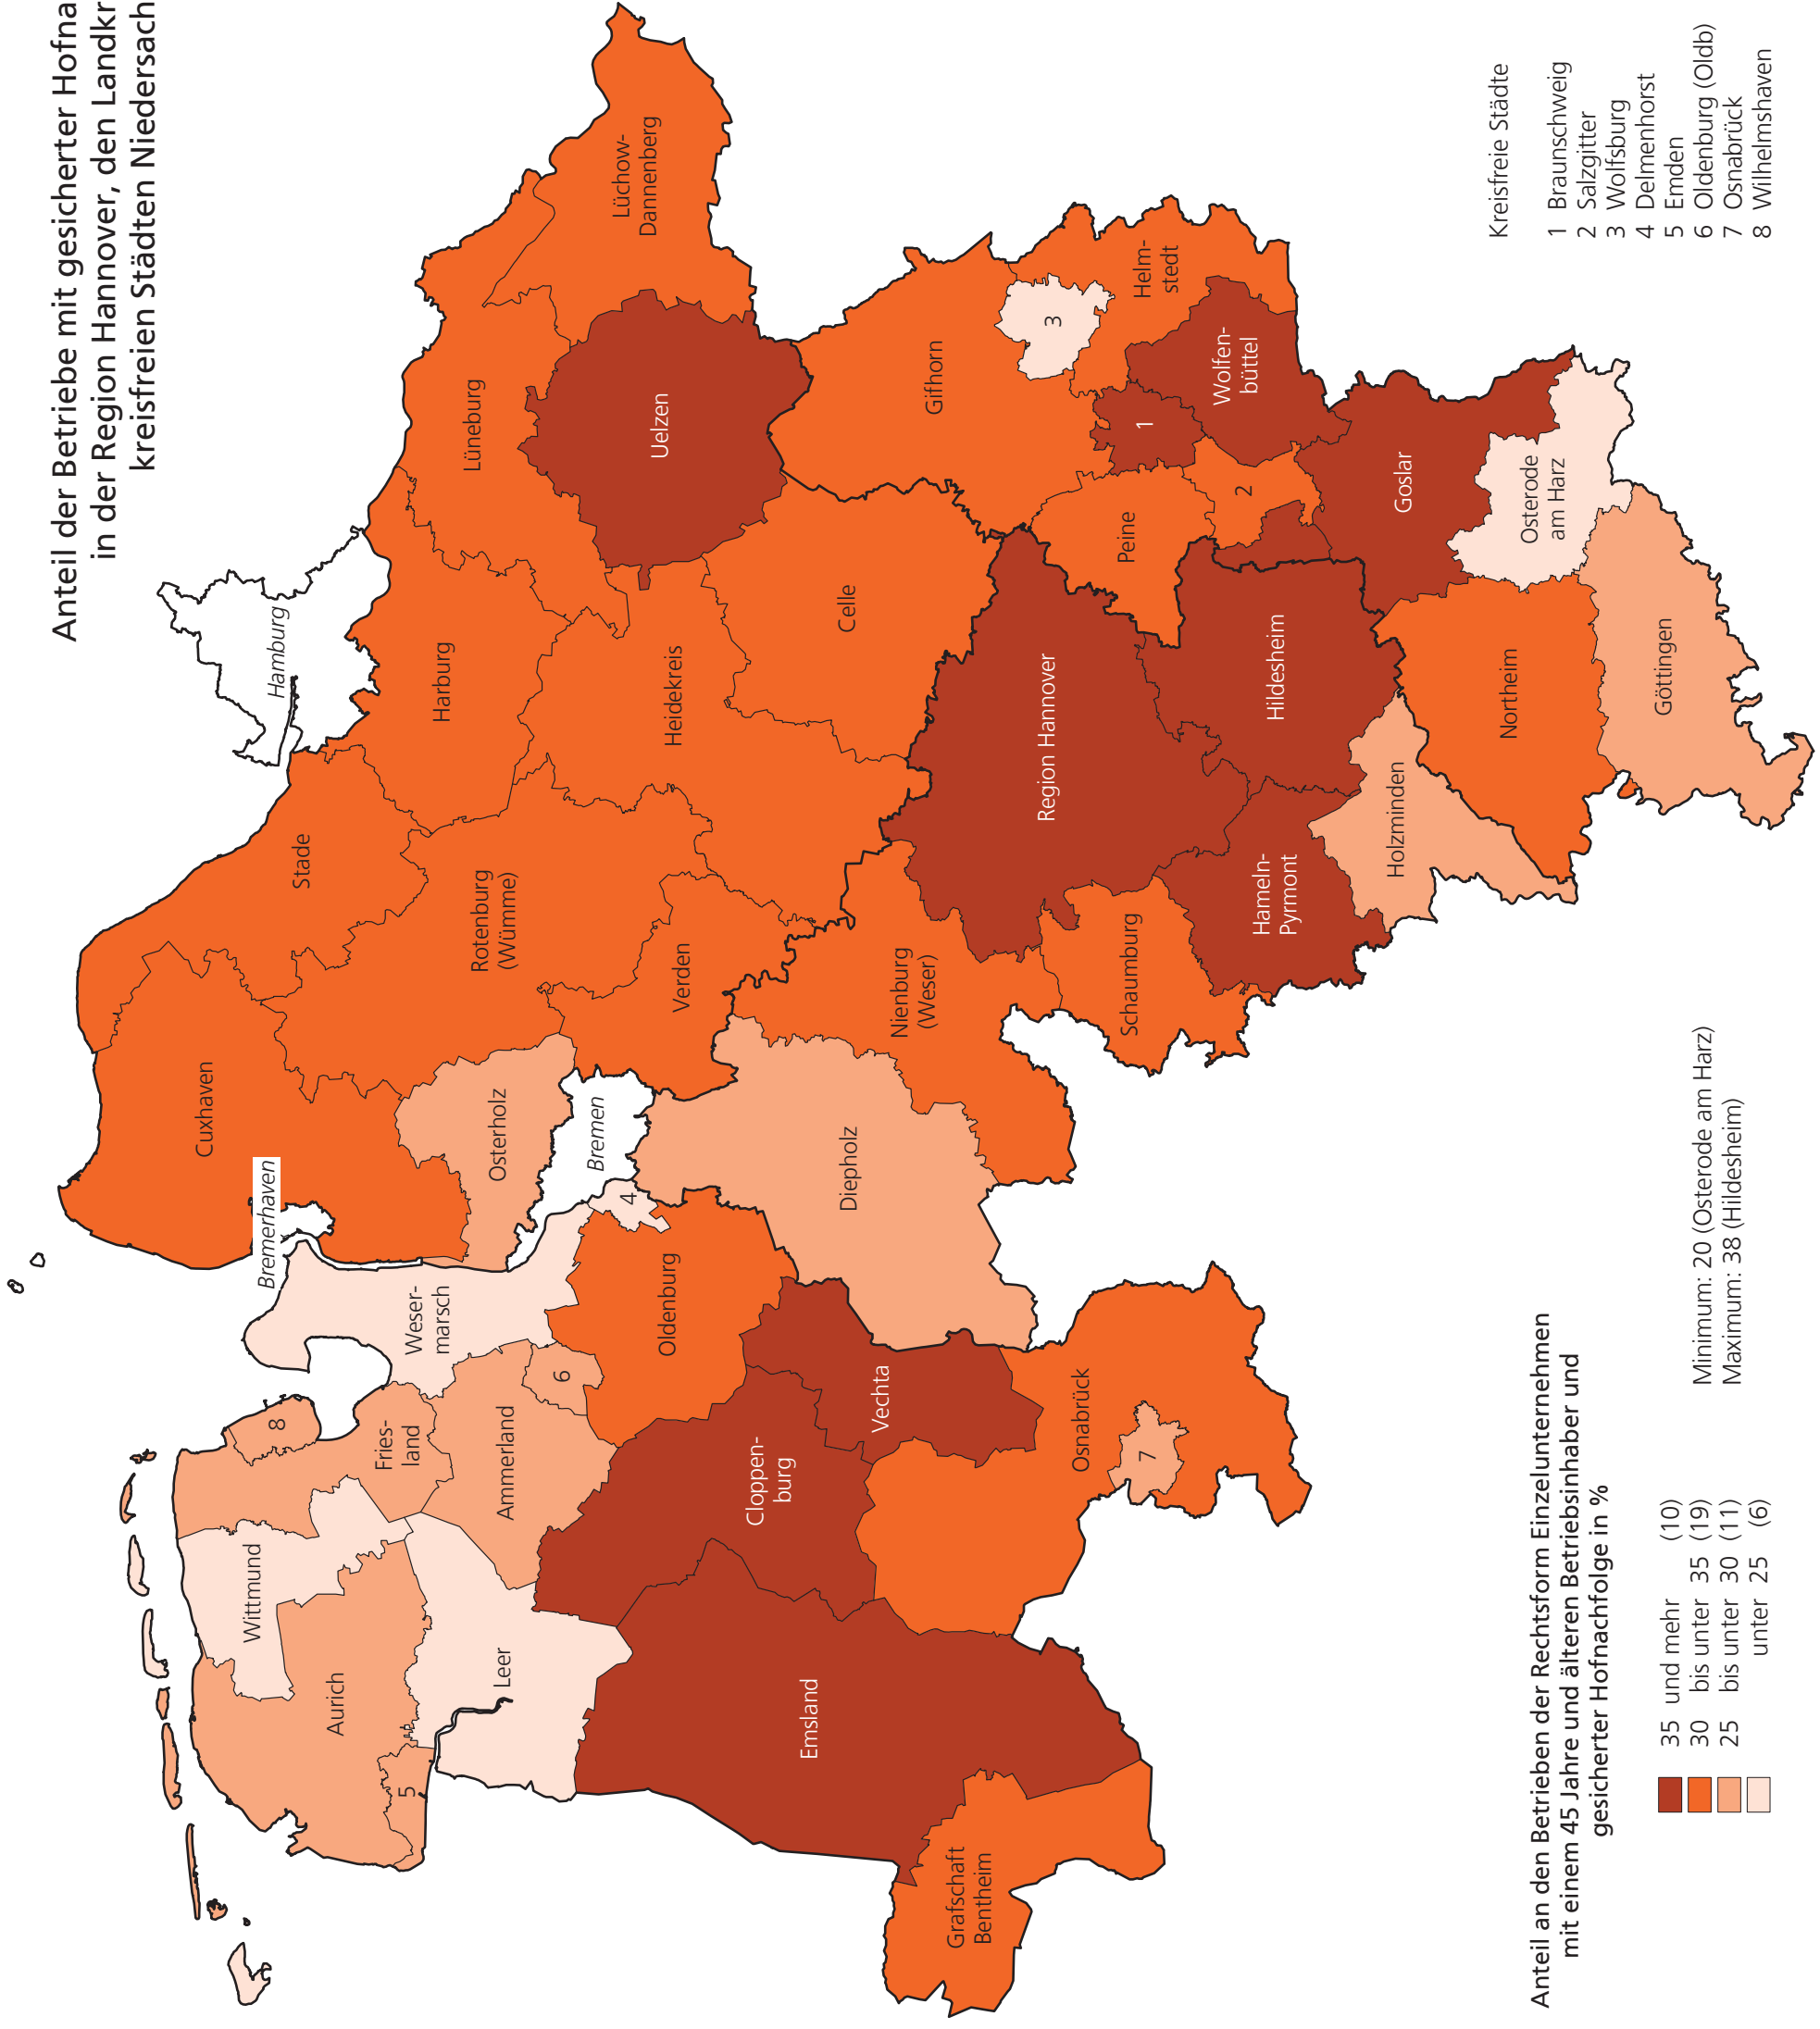 Anteil der Betriebe mit gesicherter Hofna
in der Region Hannover, den Landkr
kreisfreien Städten Niedersach
Hamburg
Bremerhaven
Bremen
Cuxhaven
Stade
Harburg
Lüneburg
Lüchow-
Dannenberg
Uelzen
Rotenburg
(Wümme)
Osterholz
Verden
Heidekreis
Celle
Gifhorn
Wittmund
Aurich
Leer
Fries-
land
Ammerland
Weser-
marsch
Oldenburg
Cloppen-
burg
Vechta
Emsland
Grafschaft
Bentheim
Osnabrück
Diepholz
Nienburg
(Weser)
Schaumburg
Region Hannover
Peine
Helm-
stedt
Wolfen-
büttel
Hildesheim
Hameln-
Pyrmont
Holzminden
Goslar
Osterode
am Harz
Northeim
Göttingen
8
5
6
4
7
3
1
2
Kreisfreie Städte
1 Braunschweig
2 Salzgitter
3 Wolfsburg
4 Delmenhorst
5 Emden
6 Oldenburg (Oldb)
7 Osnabrück
8 Wilhelmshaven
Anteil an den Betrieben der Rechtsform Einzelunternehmen
mit einem 45 Jahre und älteren Betriebsinhaber und
gesicherter Hofnachfolge in %
35 und mehr (10)
30 bis unter 35 (19)
25 bis unter 30 (11)
unter 25 (6)
Minimum: 20 (Osterode am Harz)
Maximum: 38 (Hildesheim)